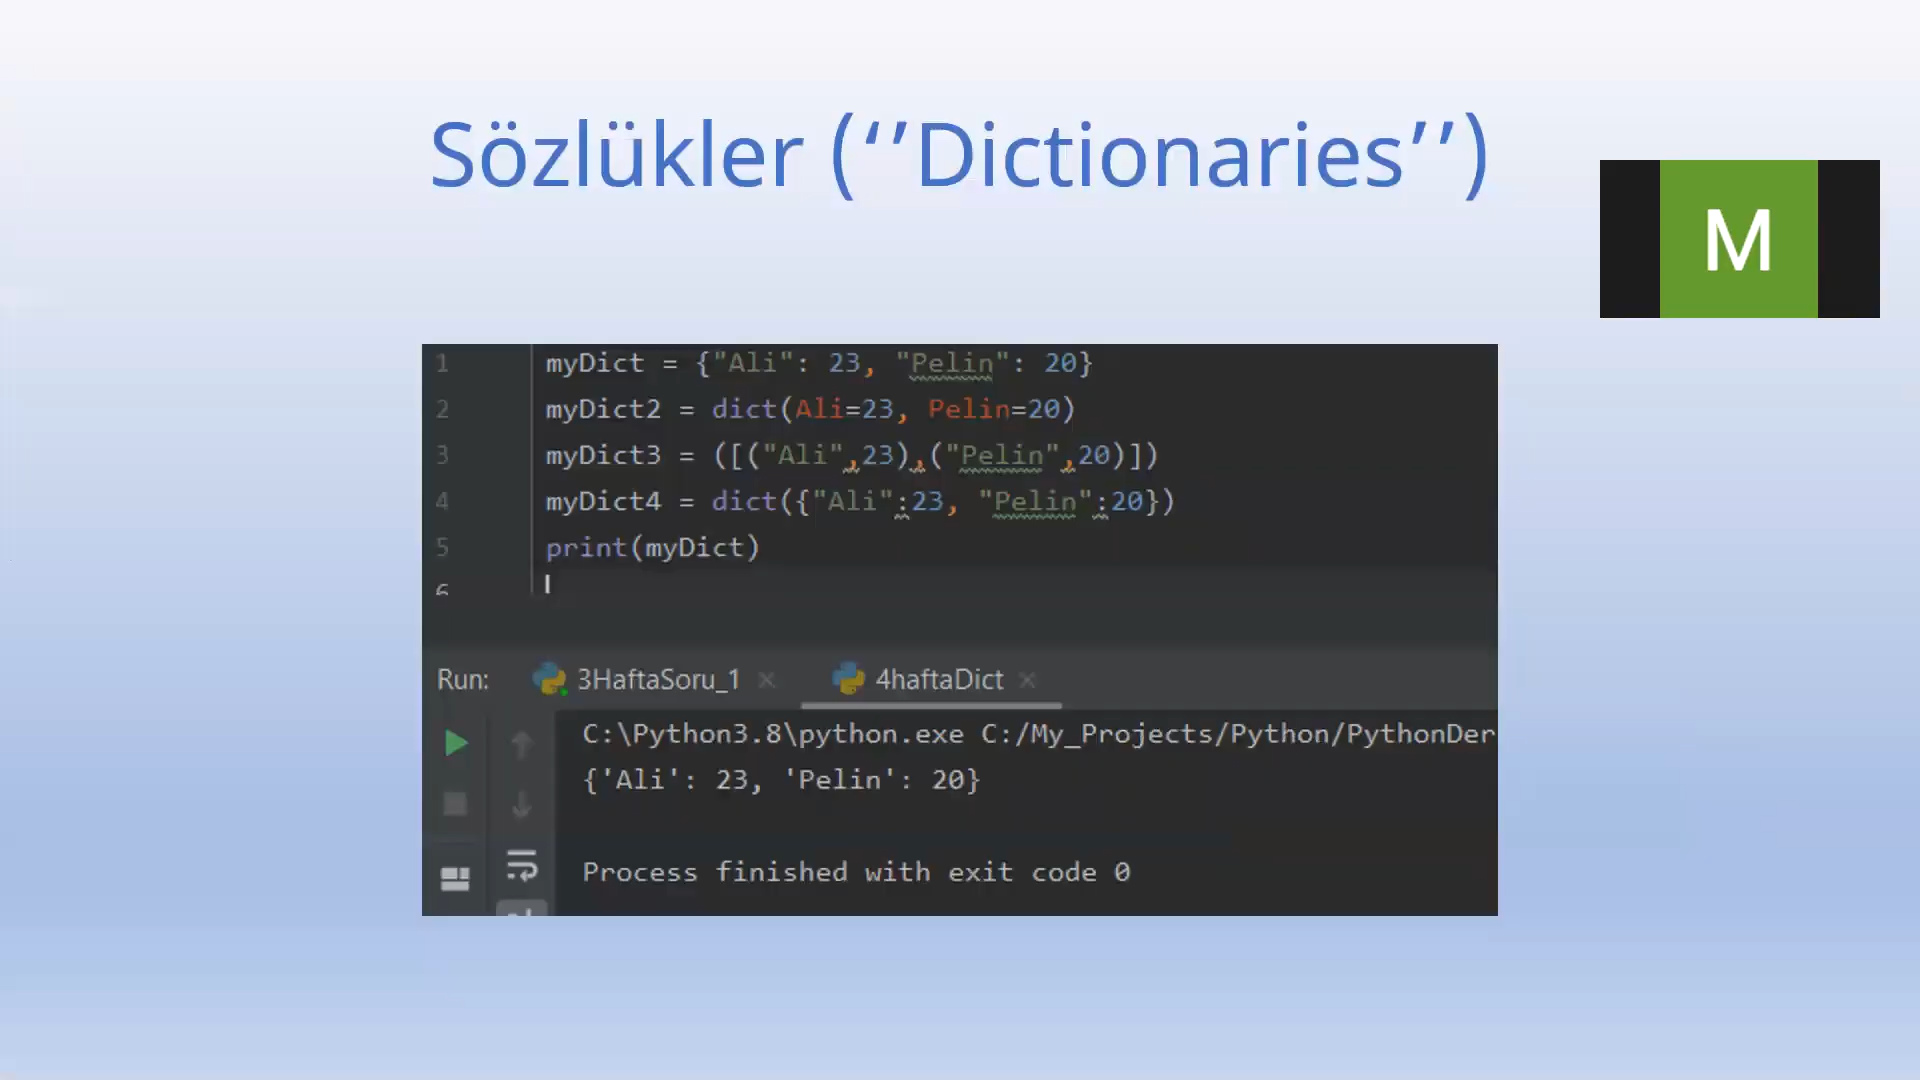 Sözlükler (‘’Dictionaries’’)
M
1 myDict = {"Ali": 23, "Pelin": 20}
2 myDict2 = dict(Ali=23, Pelin=20)
3 myDict3 = ([("Ali",23),("Pelin",20)])
4 myDict4 = dict({"Ali":23, "Pelin":20})
5 print(myDict)
6
Run: 3HaftaSoru_1 × 4haftaDict ×
C:\Python3.8\python.exe C:/My_Projects/Python/PythonDer
{'Ali': 23, 'Pelin': 20}
Process finished with exit code 0